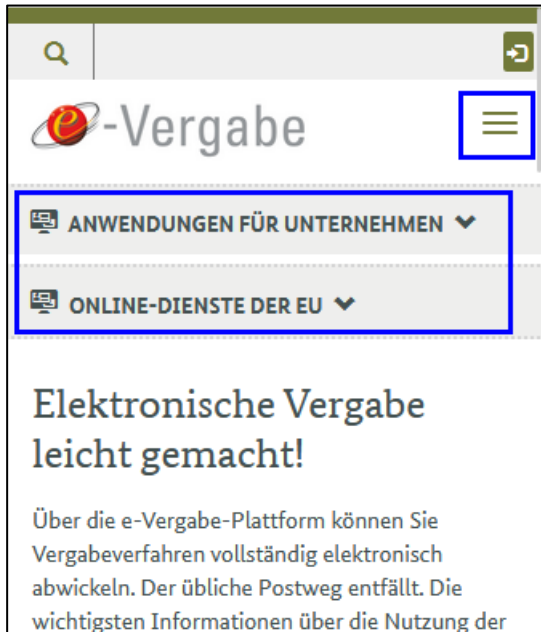 e-Vergabe
ANWENDUNGEN FÜR UNTERNEHMEN
ONLINE-DIENSTE DER EU
Elektronische Vergabe
leicht gemacht!
Über die e-Vergabe-Plattform können Sie
Vergabeverfahren vollständig elektronisch
abwickeln. Der übliche Postweg entfällt. Die
wichtigsten Informationen über die Nutzung der